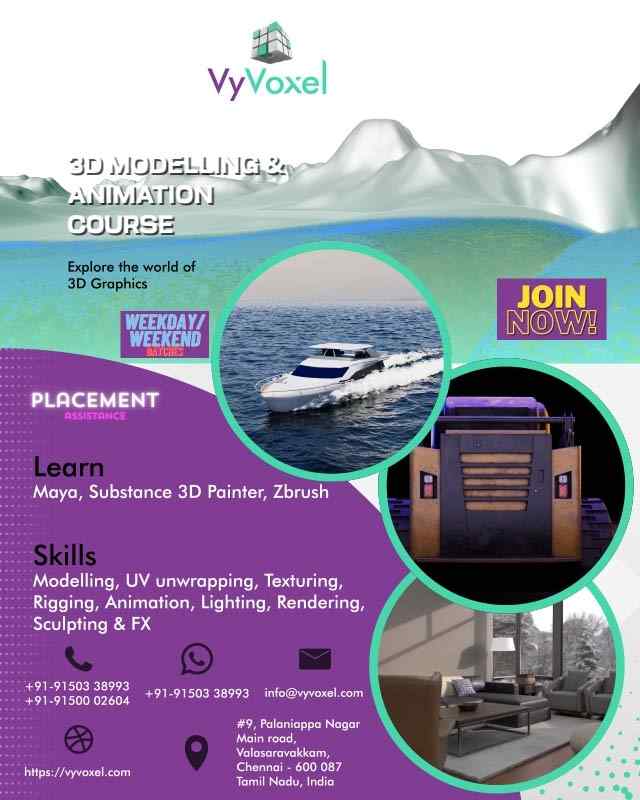 VyVoxel
3D MODELLING &
ANIMATION
COURSE
Explore the world of
3D Graphics
WEEKDAY/
WEEKEND
BATCHES
JOIN
NOW!
PLACEMENT
ASSISTANCE
Learn
Maya, Substance 3D Painter, Zbrush
Skills
Modelling, UV unwrapping, Texturing,
Rigging, Animation, Lighting, Rendering,
Sculpting & FX
+91-91503 38993
+91-91500 02604
+91-91503 38993
info@vyvoxel.com
https://vyvoxel.com
#9, Palaniappa Nagar
Main road,
Valasaravakkam,
Chennai - 600 087
Tamil Nadu, India